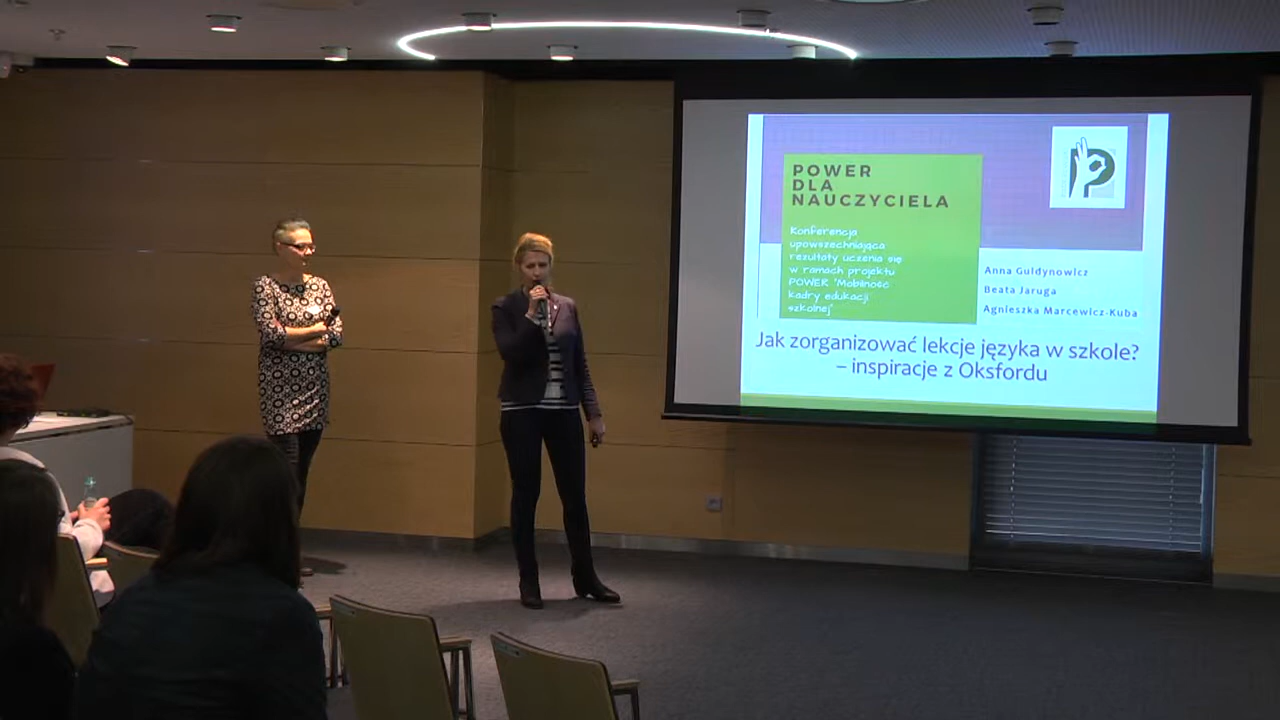 POWER
DLA
NAUCZYCIELA
Konferencja
upowszechniająca
rezultaty uczenia się
w ramach projektu
POWER "Mobilność
kadry edukacji
szkolnej"
P
Anna Guldynowicz
Beata Jaruga
Agnieszka Marcewicz-Kuba
Jak zorganizować lekcje języka w szkole?
– inspiracje z Oksfordu